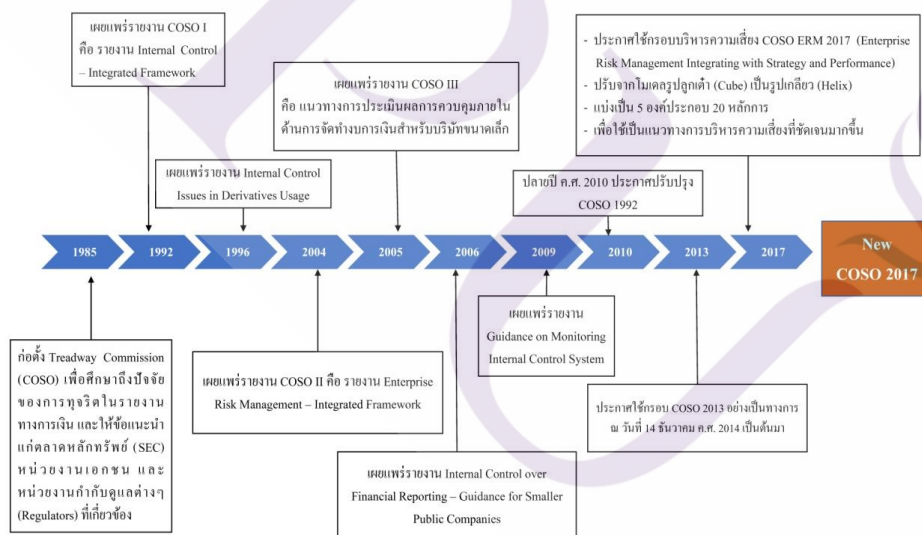 เผยแพร่รายงาน COSO I
คือ รายงาน Internal Control
– Integrated Framework
เผยแพร่รายงาน Internal Control
Issues in Derivatives Usage
เผยแพร่รายงาน COSO III
คือ แนวทางการประเมินผลการควบคุมภายใน
ด้านการจัดทำงบการเงินสำหรับบริษัทขนาดเล็ก
ปลายปี ค.ศ. 2010 ประกาศปรับปรุง
COSO 1992
- ประกาศใช้กรอบบริหารความเสี่ยง COSO ERM 2017 (Enterprise
Risk Management Integrating with Strategy and Performance)
- ปรับจากโมเดลรูปลูกเต๋า (Cube) เป็นรูปเกลียว (Helix)
- แบ่งเป็น 5 องค์ประกอบ 20 หลักการ
- เพื่อใช้เป็นแนวทางการบริหารความเสี่ยงที่ชัดเจนมากขึ้น
1985 1992 1996 2004 2005 2006 2009 2010 2013 2017
New
COSO 2017
ก่อตั้ง Treadway Commission
(COSO) เพื่อศึกษาถึงปัจจัย
ของการทุจริตในรายงาน
ทางการเงิน และให้ข้อแนะนำ
แก่ตลาดหลักทรัพย์ (SEC)
หน่วยงานเอกชน และ
หน่วยงานกำกับดูแลต่างๆ
(Regulators) ที่เกี่ยวข้อง
เผยแพร่รายงาน COSO II คือ รายงาน Enterprise
Risk Management – Integrated Framework
เผยแพร่รายงาน Internal Control over
Financial Reporting – Guidance for Smaller
Public Companies
เผยแพร่รายงาน
Guidance on Monitoring
Internal Control System
ประกาศใช้กรอบ COSO 2013 อย่างเป็นทางการ
ณ วันที่ 14 ธันวาคม ค.ศ. 2014 เป็นต้นมา